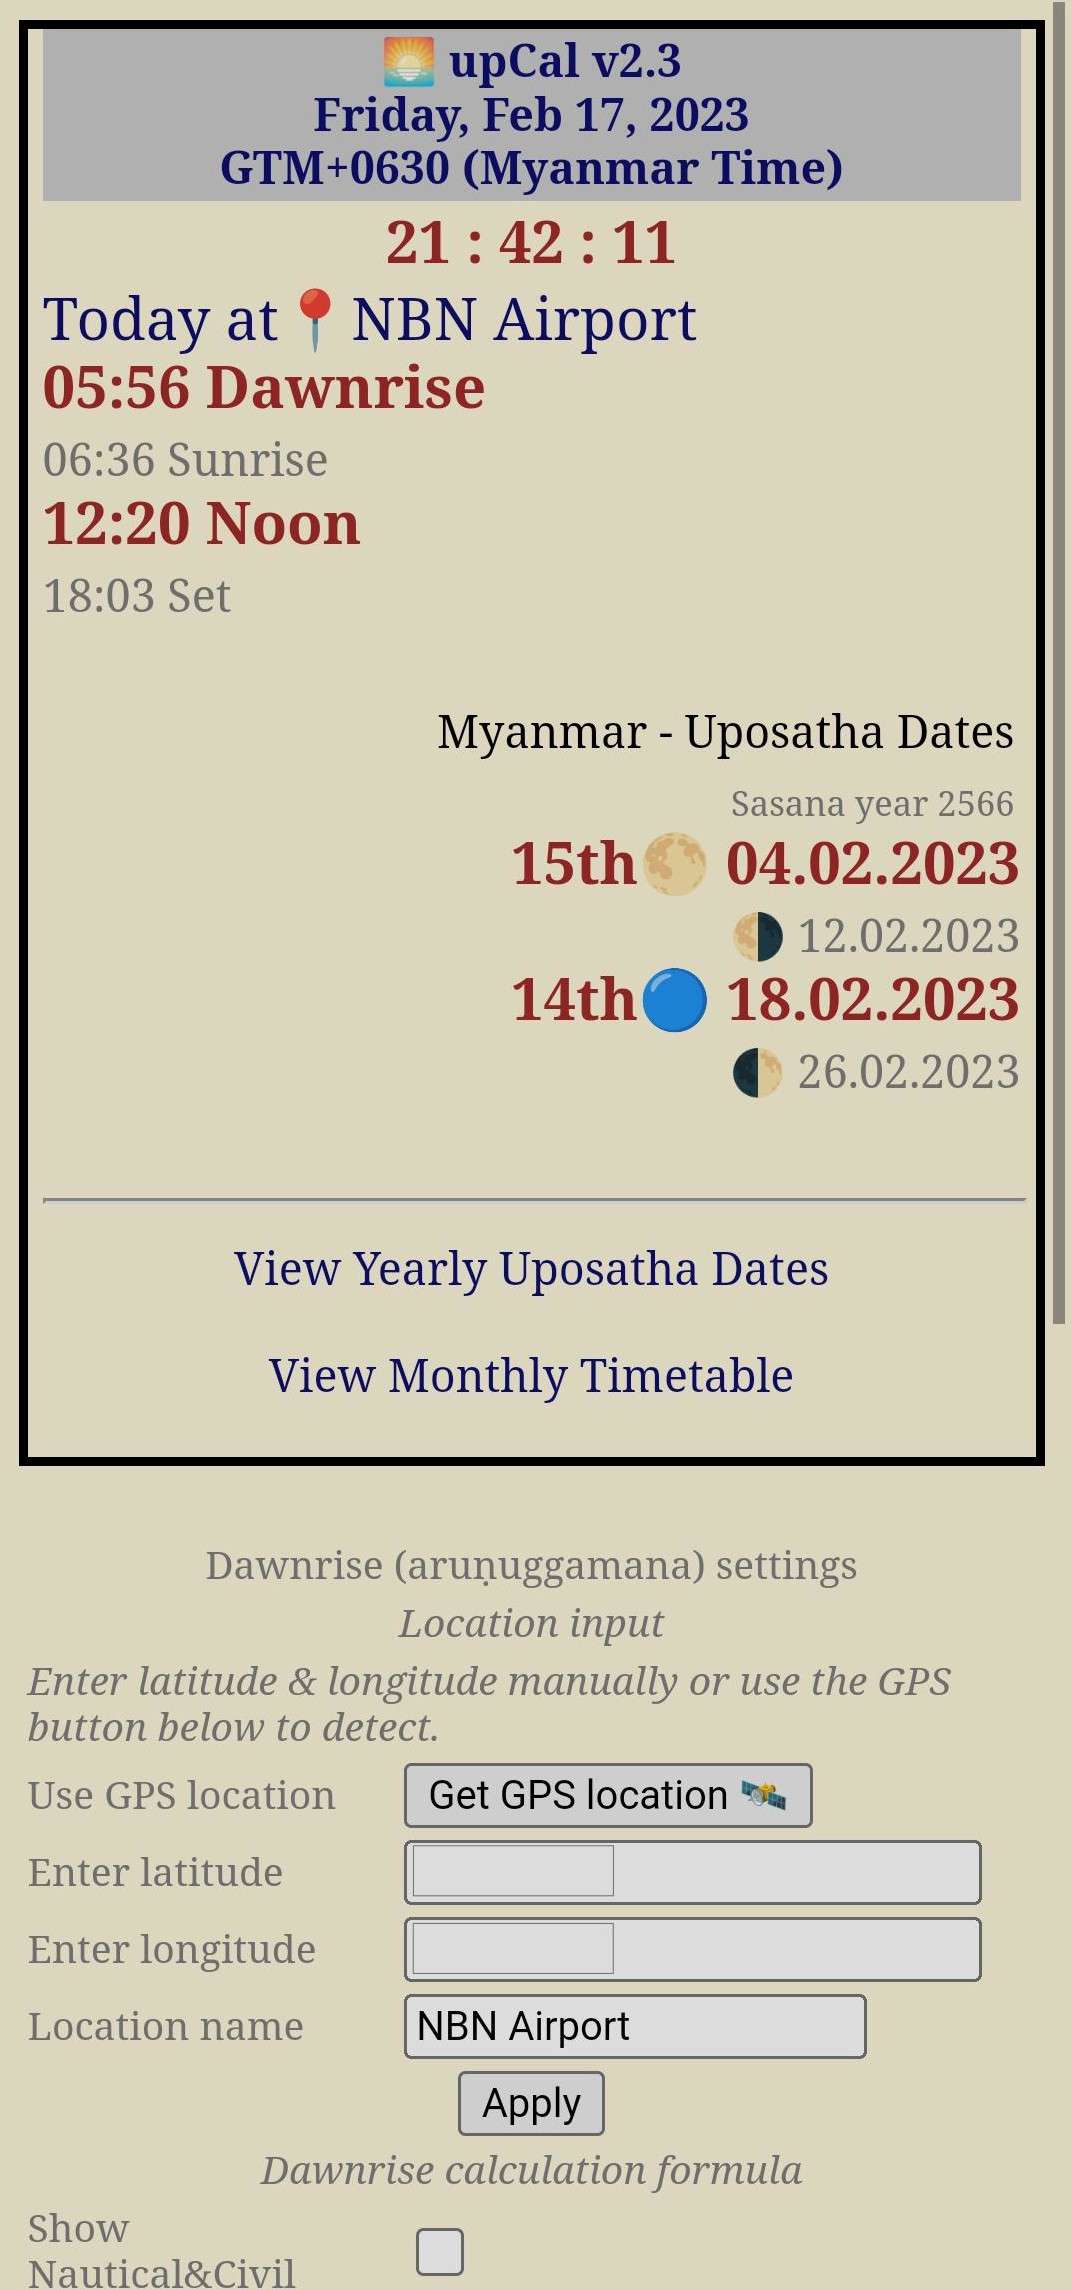 upCal v2.3
Friday, Feb 17, 2023
GTM+0630 (Myanmar Time)
21 : 42 : 11
Today at NBN Airport
05:56 Dawnrise
06:36 Sunrise
12:20 Noon
18:03 Set
Myanmar - Uposatha Dates
Sasana year 2566
15th 04.02.2023
12.02.2023
14th 18.02.2023
26.02.2023
View Yearly Uposatha Dates
View Monthly Timetable
Dawnrise (aruṇuggamana) settings
Location input
Enter latitude & longitude manually or use the GPS
button below to detect.
Use GPS location Get GPS location
Enter latitude
Enter longitude
Location name NBN Airport
Apply
Dawnrise calculation formula
Show
Nautical&Civil